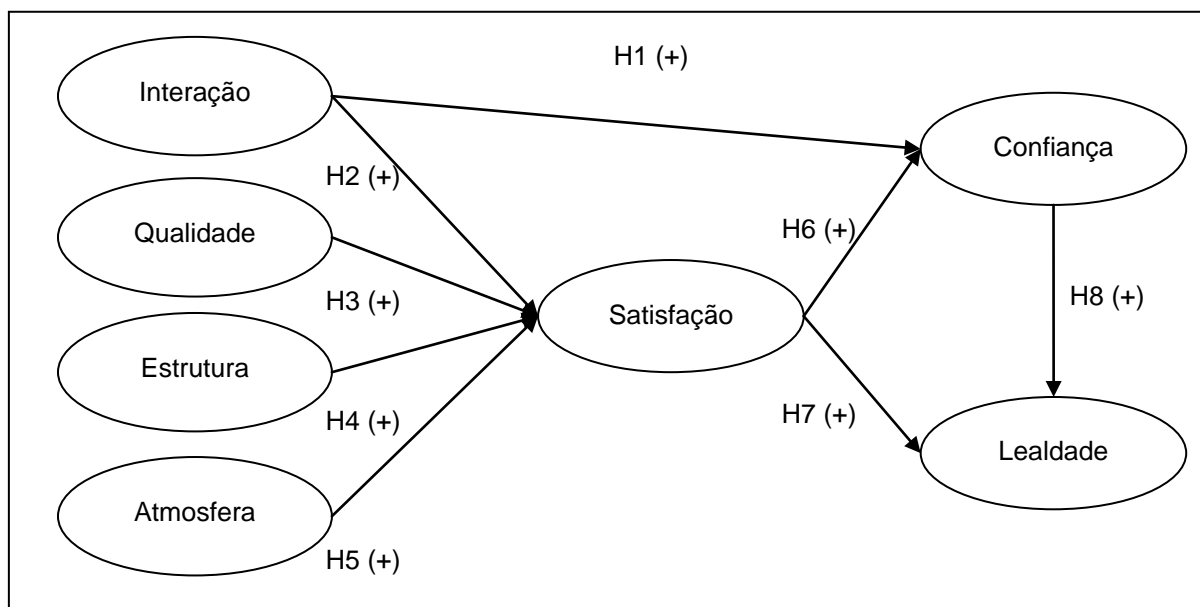 H1 (+)
Interação
Confiança
H2 (+)
Qualidade
H6 (+)
H3 (+)
Satisfação
H8 (+)
Estrutura
H4 (+)
H7 (+)
Lealdade
Atmosfera
H5 (+)